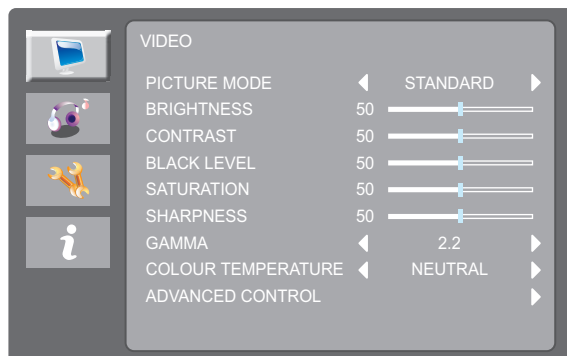 VIDEO
PICTURE MODE STANDARD
BRIGHTNESS 50
CONTRAST 50
BLACK LEVEL 50
SATURATION 50
SHARPNESS 50
GAMMA 2.2
COLOUR TEMPERATURE NEUTRAL
ADVANCED CONTROL
i